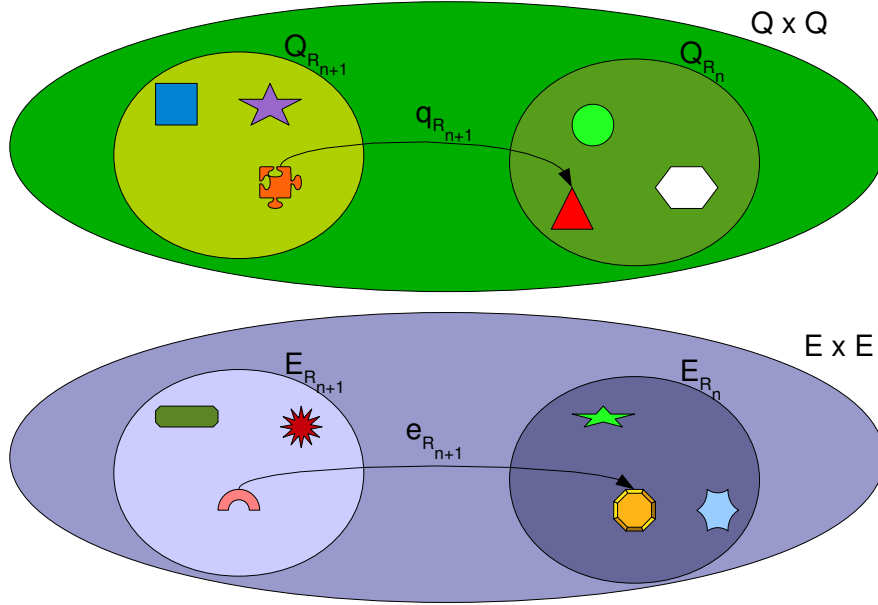 Q x Q
Q_{R_{n+1}}
Q_{R_n}
q_{R_{n+1}}
E x E
E_{R_{n+1}}
E_{R_n}
e_{R_{n+1}}